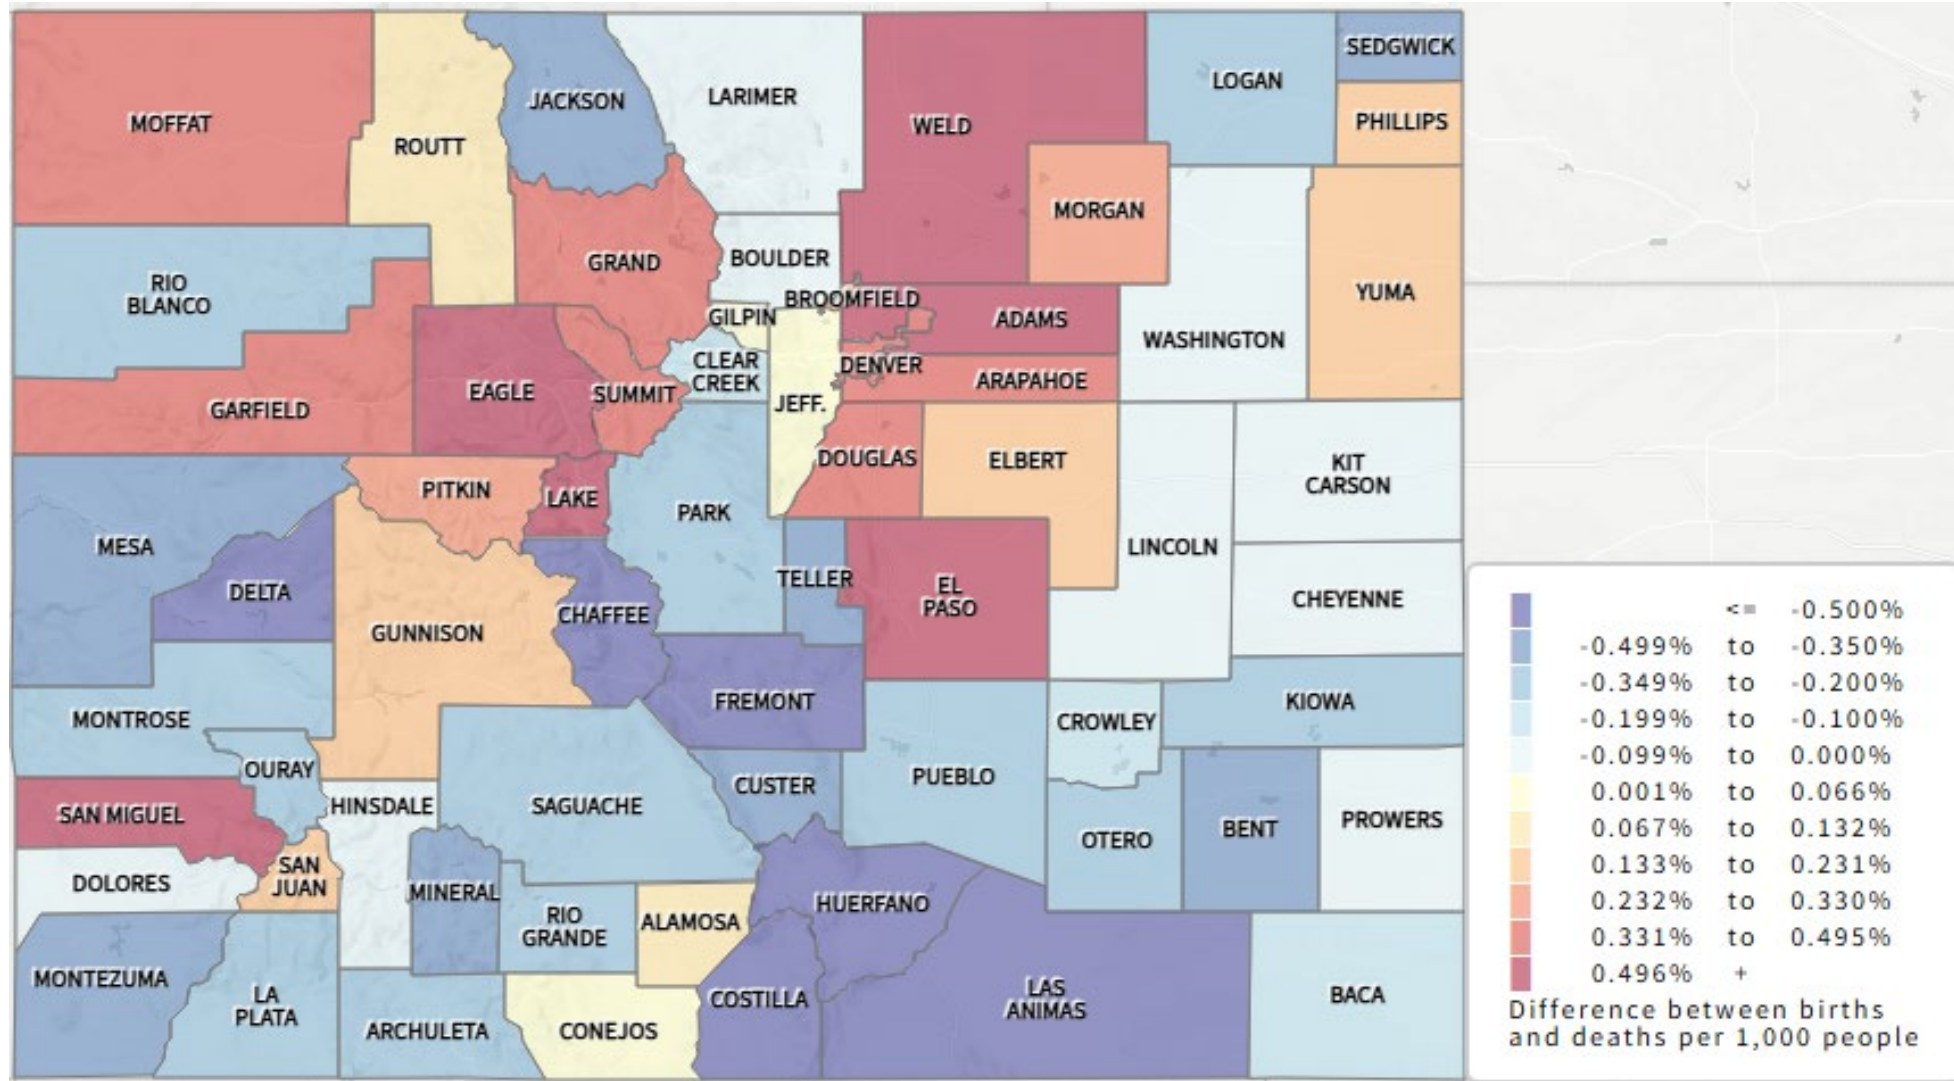 MOFFAT
ROUTT
JACKSON
LARIMER
WELD
LOGAN
SEDGWICK
PHILLIPS
MORGAN
YUMA
RIO
BLANCO
GRAND
BOULDER
BROOMFIELD
GILPIN
ADAMS
WASHINGTON
CLEAR
CREEK
DENVER
ARAPAHOE
GARFIELD
EAGLE
SUMMIT
JEFF.
DOUGLAS
ELBERT
KIT
CARSON
PITKIN
LAKE
PARK
LINCOLN
MESA
DELTA
TELLER
EL
PASO
CHEYENNE
GUNNISON
CHAFFEE
FREMONT
KIOWA
MONTROSE
CROWLEY
OURAY
PUEBLO
CUSTER
SAN MIGUEL
HINSDALE
SAGUACHE
OTERO
BENT
PROWERS
DOLORES
SAN
JUAN
MINERAL
RIO
GRANDE
ALAMOSA
HUERFANO
MONTEZUMA
LA
PLATA
ARCHULETA
CONEJOS
COSTILLA
LAS
ANIMAS
BACA
<= -0.500%
-0.499% to -0.350%
-0.349% to -0.200%
-0.199% to -0.100%
-0.099% to 0.000%
0.001% to 0.066%
0.067% to 0.132%
0.133% to 0.231%
0.232% to 0.330%
0.331% to 0.495%
0.496% +
Difference between births
and deaths per 1,000 people